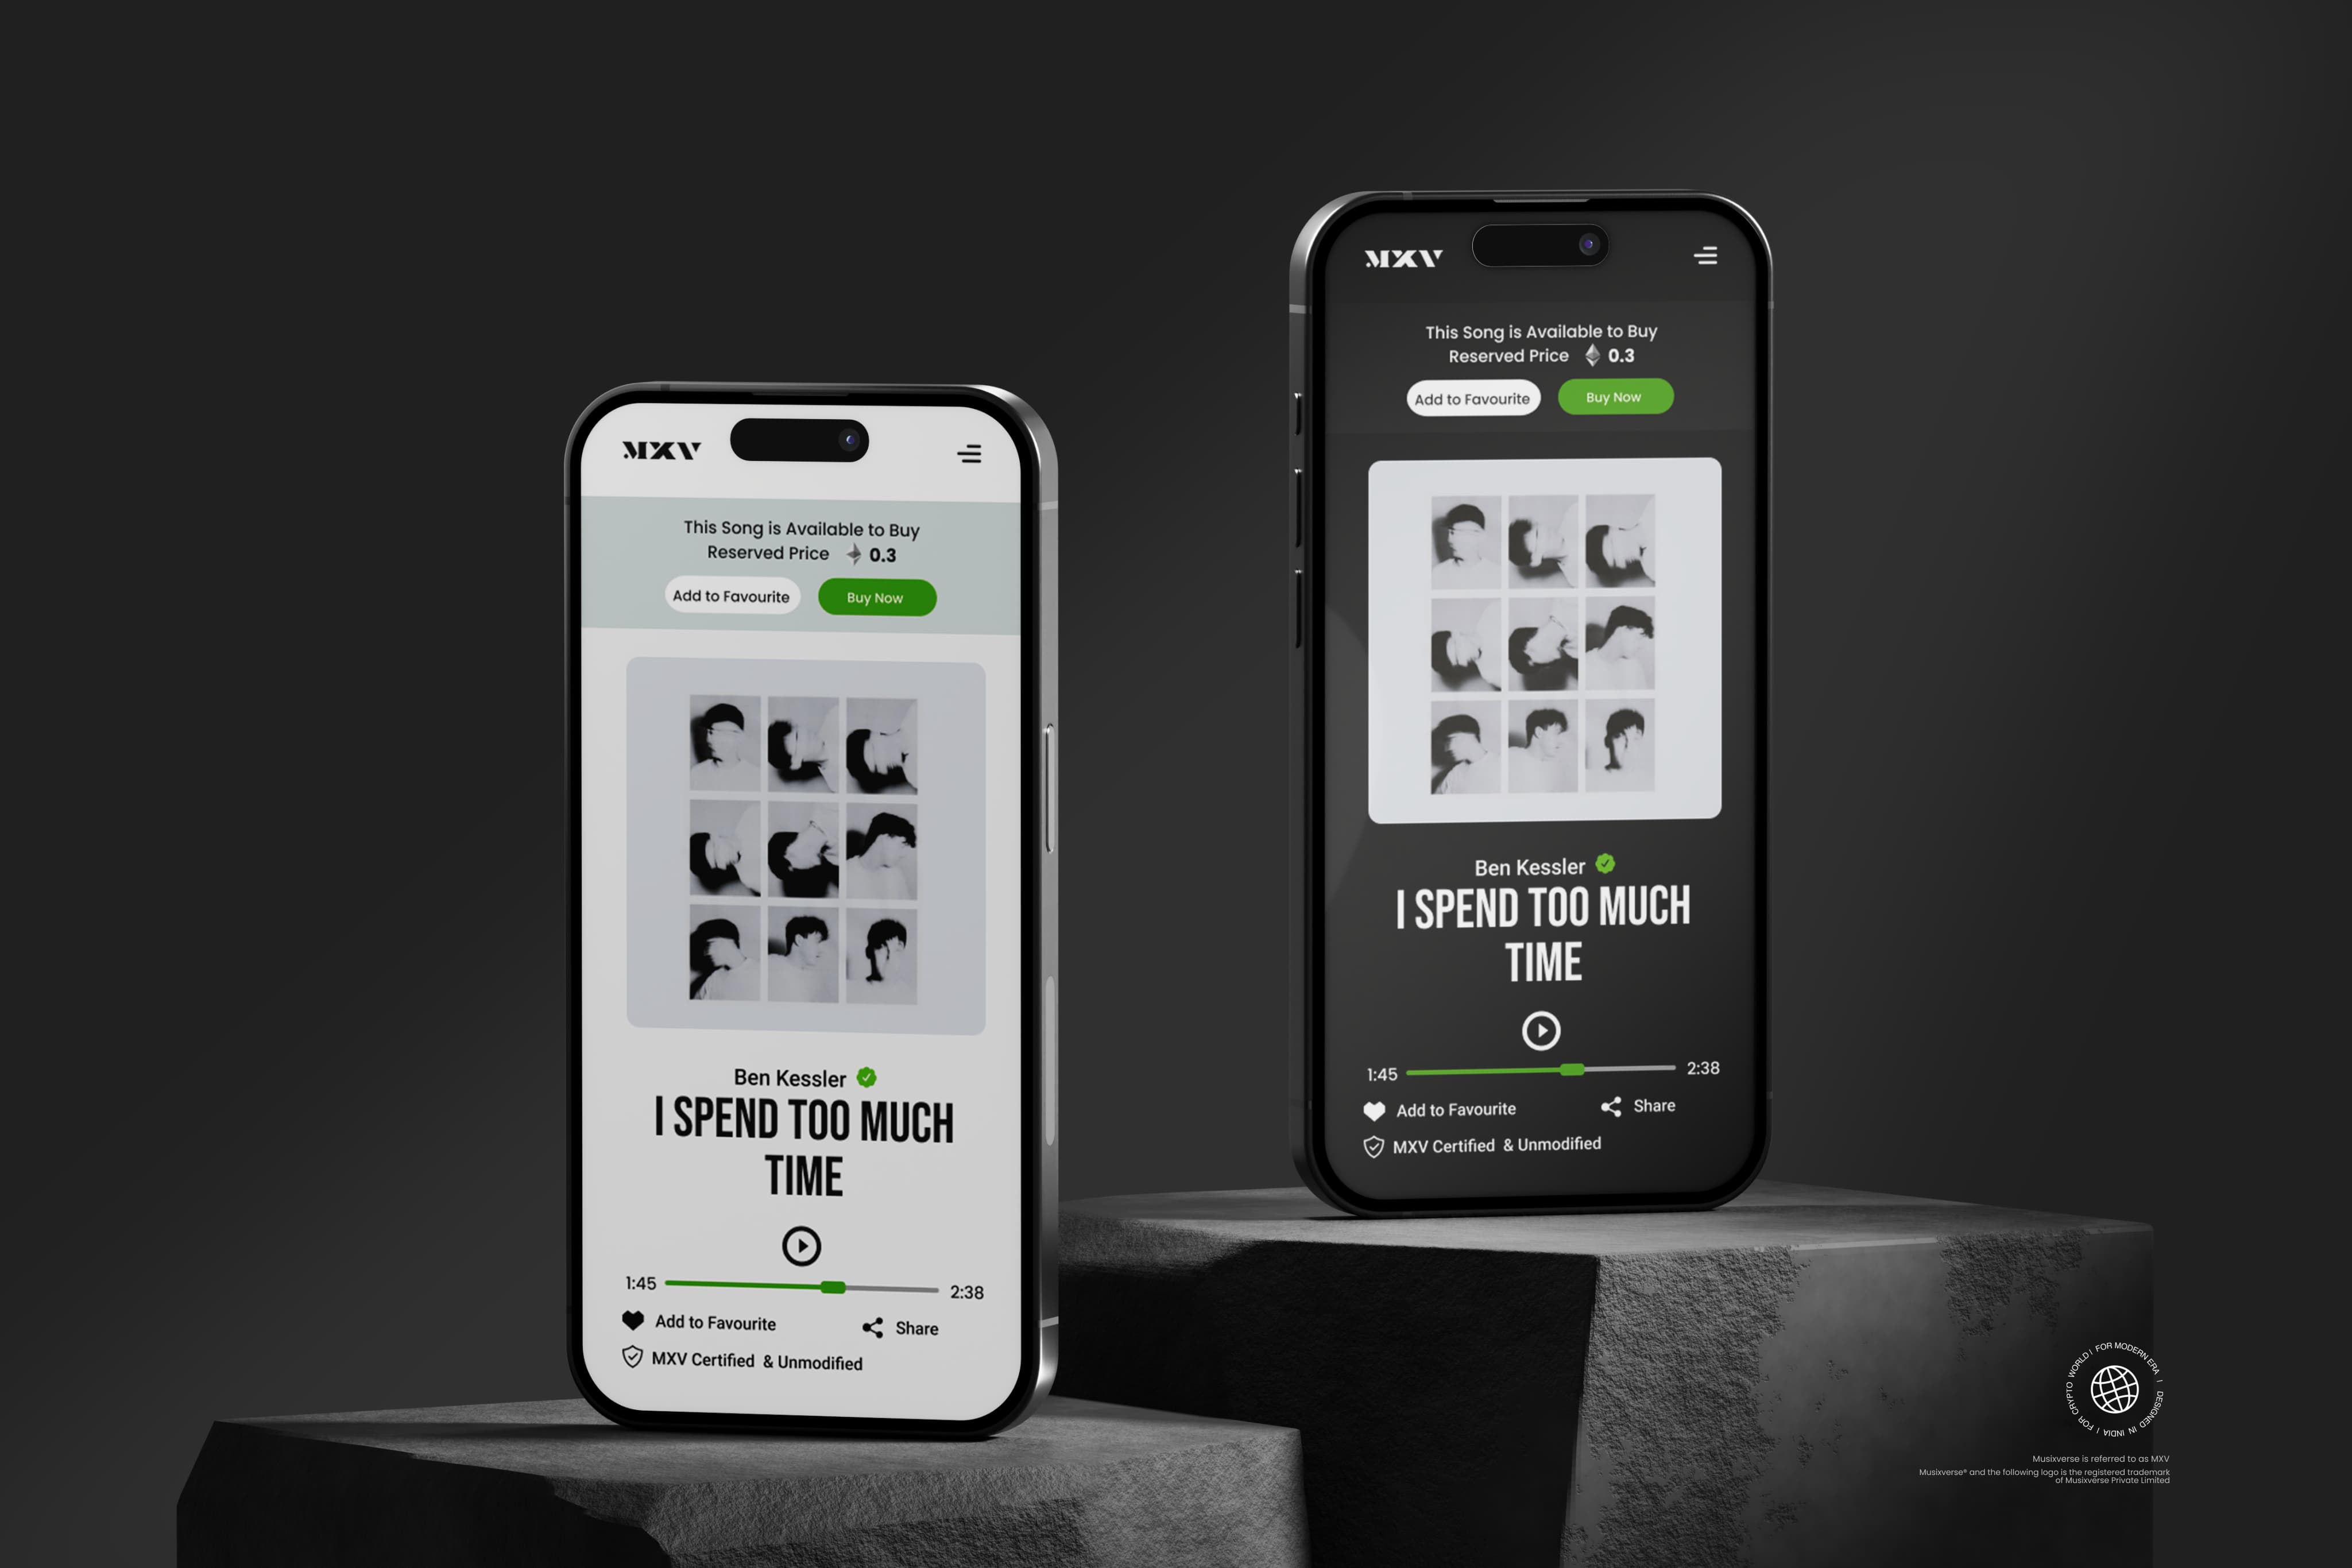 MXV
This Song is Available to Buy
Reserved Price 0.3
Add to Favourite Buy Now
Ben Kessler
I SPEND TOO MUCH
TIME
1:45 2:38
Add to Favourite Share
MXV Certified & Unmodified
MXV
This Song is Available to Buy
Reserved Price 0.3
Add to Favourite Buy Now
Ben Kessler
I SPEND TOO MUCH
TIME
1:45 2:38
Add to Favourite Share
MXV Certified & Unmodified
FOR CRYPTO WORLD | FOR MODERN ERA | DESIGNED IN INDIA |
Musixverse is referred to as MXV
Musixverse® and the following logo is the registered trademark
of Musixverse Private Limited